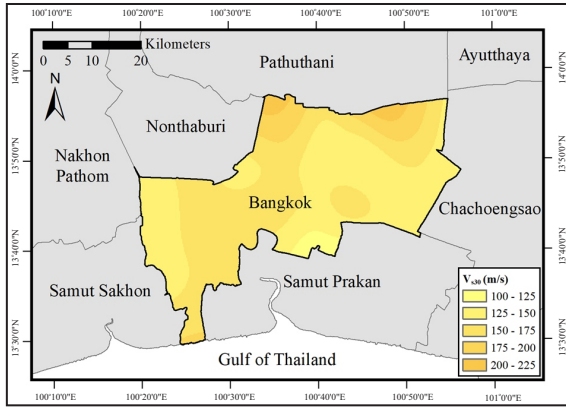 100°10'0"E 100°20'0"E 100°30'0"E 100°40'0"E 100°50'0"E 101°0'0"E
Kilometers
0 5 10 20
N
Pathuthani
Ayutthaya
Nonthaburi
Nakhon
Pathom
Bangkok
Chachoengsao
Samut Sakhon
Samut Prakan
Gulf of Thailand
14°0'0"N
13°50'0"N
13°40'0"N
13°30'0"N
14°0'0"N
13°50'0"N
13°40'0"N
13°30'0"N
Vs30 (m/s)
100 - 125
125 - 150
150 - 175
175 - 200
200 - 225
100°10'0"E 100°20'0"E 100°30'0"E 100°40'0"E 100°50'0"E 101°0'0"E